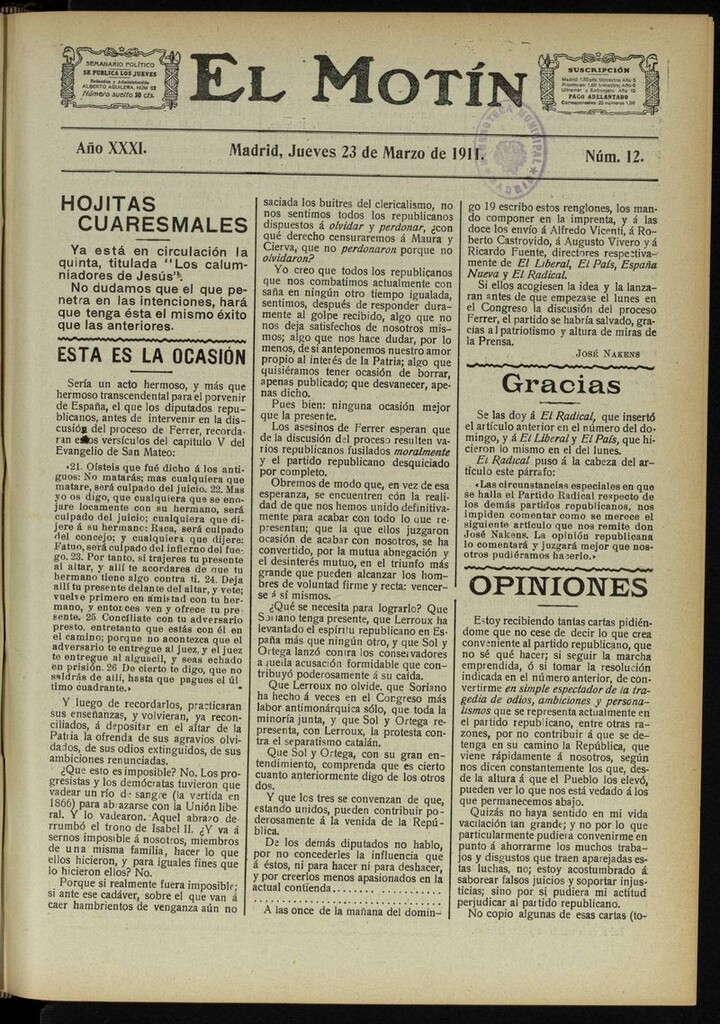 SEMANARIO POLÍTICO
SE PUBLICA LOS JUEVES
Redacción y Administración
ALBERTO AGUILERA, NÚM 52
Número suelto 10 cts.
EL MOTÍN
SUSCRIPCIÓN
PAGO ADELANTADO
Año XXXI.
Madrid, Jueves 23 de Marzo de 1911.
Núm. 12.
BIBLIOTECA MUNICIPAL
MADRID
HOJITAS
CUARESMALES
Ya está en circulación la
quinta, titulada "Los calum-
niadores de Jesús".
No dudamos que el que pe-
netra en las intenciones, hará
que tenga ésta el mismo éxito
que las anteriores.
ESTA ES LA OCASIÓN
Sería un acto hermoso, y más que
hermoso transcendental para el porvenir
de España, el que los diputados repu-
blicanos, antes de intervenir en la dis-
cusión del proceso de Ferrer, recorda-
ran estos versículos del capítulo V del
Evangelio de San Mateo:
«21. Oísteis que fué dicho á los anti-
guos: No matarás; mas cualquiera que
matare, será culpado del juicio. 22. Mas
yo os digo, que cualquiera que se eno-
jare locamente con su hermano, será
culpado del juicio; cualquiera que dije-
re á su hermano: Raca, será culpado
del concejo; y cualquiera que dijere:
Fatuo, será culpado del infierno del fue-
go. 23. Por tanto, si trajeres tu presente
al altar, y allí te acordares de que tu
hermano tiene algo contra ti. 24. Deja
allí tu presente delante del altar, y vete;
vuelve primero en amistad con tu her-
mano, y entonces ven y ofrece tu pre-
sente. 25. Concíliate con tu adversario
presto, entretanto que estás con él en
el camino; porque no acontezca que el
adversario te entregue al juez, y el juez
te entregue al alguacil, y seas echado
en prisión. 26 De cierto te digo, que no
saldrás de allí, hasta que pagues el úl
timo cuadrante.»
Y luego de recordarlos, practicaran
sus enseñanzas, y volvieran, ya recon-
ciliados, á depositar en el altar de la
Patria la ofrenda de sus agravios olvi-
dados, de sus odios extinguidos, de sus
ambiciones renunciadas.
¿Que esto es imposible? No. Los pro-
gresistas y los demócratas tuvieron que
vadear un río de sangre (la vertida en
1866) para abrazarse con la Unión libe-
ral. Y lo vadearon. Aquel abrazo de-
rrumbó el trono de Isabel II. ¿Y va á
sernos imposible á nosotros, miembros
de una misma familia, hacer lo que
ellos hicieron, y para iguales fines que
lo hicieron ellos? No.
Porque si realmente fuera imposible;
si ante ese cadáver, sobre el que van á
caer hambrientos de venganza aún no
saciada los buitres del clericalismo, no
nos sentimos todos los republicanos
dispuestos á olvidar y perdonar, ¿con
qué derecho censuraremos á Maura y
Cierva, que no perdonaron porque no
olvidaron?
Yo creo que todos los republicanos
que nos combatimos actualmente con
saña en ningún otro tiempo igualada,
sentimos, después de responder dura-
mente al golpe recibido, algo que no
nos deja satisfechos de nosotros mis-
mos; algo que nos hace dudar, por lo
menos, de si anteponemos nuestro amor
propio al interés de la Patria; algo que
quisiéramos tener ocasión de borrar,
apenas publicado; que desvanecer, ape-
nas dicho.
Pues bien: ninguna ocasión mejor
que la presente.
Los asesinos de Ferrer esperan que
de la discusión del proceso resulten va-
rios republicanos fusilados moralmente
y el partido republicano desquiciado
por completo.
Obremos de modo que, en vez de esa
esperanza, se encuentren con la reali-
dad de que nos hemos unido definitiva-
mente para acabar con todo lo que re-
presentan; que la que ellos juzgaron
ocasión de acabar con nosotros, se ha
convertido, por la mutua abnegación y
el desinterés mutuo, en el triunfo más
grande que pueden alcanzar los hom-
bres de voluntad firme y recta: vencer-
se á sí mismos.
¿Qué se necesita para lograrlo? Que
Soriano tenga presente, que Lerroux ha
levantado el espíritu republicano en Es-
paña más que ningún otro, y que Sol y
Ortega lanzó contra los conservadores
aquella acusación formidable que con-
tribuyó poderosamente á su caída.
Que Lerroux no olvide, que Soriano
ha hecho á veces en el Congreso más
labor antimonárquica sólo, que toda la
minoría junta, y que Sol y Ortega re-
presenta, con Lerroux, la protesta con-
tra el separatismo catalán.
Que Sol y Ortega, con su gran en-
tendimiento, comprenda que es cierto
cuanto anteriormente digo de los otros
dos.
Y que los tres se convenzan de que,
estando unidos, pueden contribuir po-
derosamente á la venida de la Repú-
blica.
De los demás diputados no hablo,
por no concederles la influencia que
á éstos, ni para hacer ni para deshacer,
y por creerlos menos apasionados en la
actual contienda....................
A las once de la mañana del domin-
go 19 escribo estos renglones, los man-
do componer en la imprenta, y á las
doce los envío á Alfredo Vicenti, á Ro-
berto Castrovido, á Augusto Vivero y á
Ricardo Fuente, directores respectiva-
mente de El Liberal, El País, España
Nueva y El Radical.
Si ellos acogiesen la idea y la lanza-
ran antes de que empezase el lunes en
el Congreso la discusión del proceso
Ferrer, el partido se habría salvado, gra-
cias al patriotismo y altura de miras de
la Prensa.
JOSÉ NAKENS
Gracias
Se las doy á El Radical, que insertó
el artículo anterior en el número del do-
mingo, y á El Liberal y El País, que hi-
cieron lo mismo en el del lunes.
El Radical puso á la cabeza del ar-
tículo este párrafo:
«Las circunstancias especiales en que
se halla el Partido Radical respecto de
los demás partidos republicanos, nos
impiden comentar como se merece el
siguiente artículo que nos remite don
José Nakens. La opinión republicana
lo comentará y juzgará mejor que nos-
otros pudiéramos hacerlo.»
OPINIONES
Estoy recibiendo tantas cartas pidién-
dome que no cese de decir lo que crea
conveniente al partido republicano, que
no sé qué hacer; si seguir la marcha
emprendida, ó si tomar la resolución
indicada en el número anterior, de con-
vertirme en simple espectador de la tra-
gedia de odios, ambiciones y persona-
lismos que se representa actualmente en
el partido republicano, entre otras ra-
zones, por no contribuir á que se de-
tenga en su camino la República, que
viene rápidamente á nosotros, según
nos dicen constantemente los que, des-
de la altura á que el Pueblo los elevó,
pueden ver lo que nos está vedado á los
que permanecemos abajo.
Quizás no haya sentido en mi vida
vacilación tan grande; y no por lo que
particularmente pudiera convenirme en
punto á ahorrarme los muchos traba-
jos y disgustos que traen aparejadas es-
tas luchas, no; estoy acostumbrado á
saborear falsos juicios y soportar injus-
ticias; sino por si pudiera mi actitud
perjudicar al partido republicano.
No copio algunas de esas cartas (to-